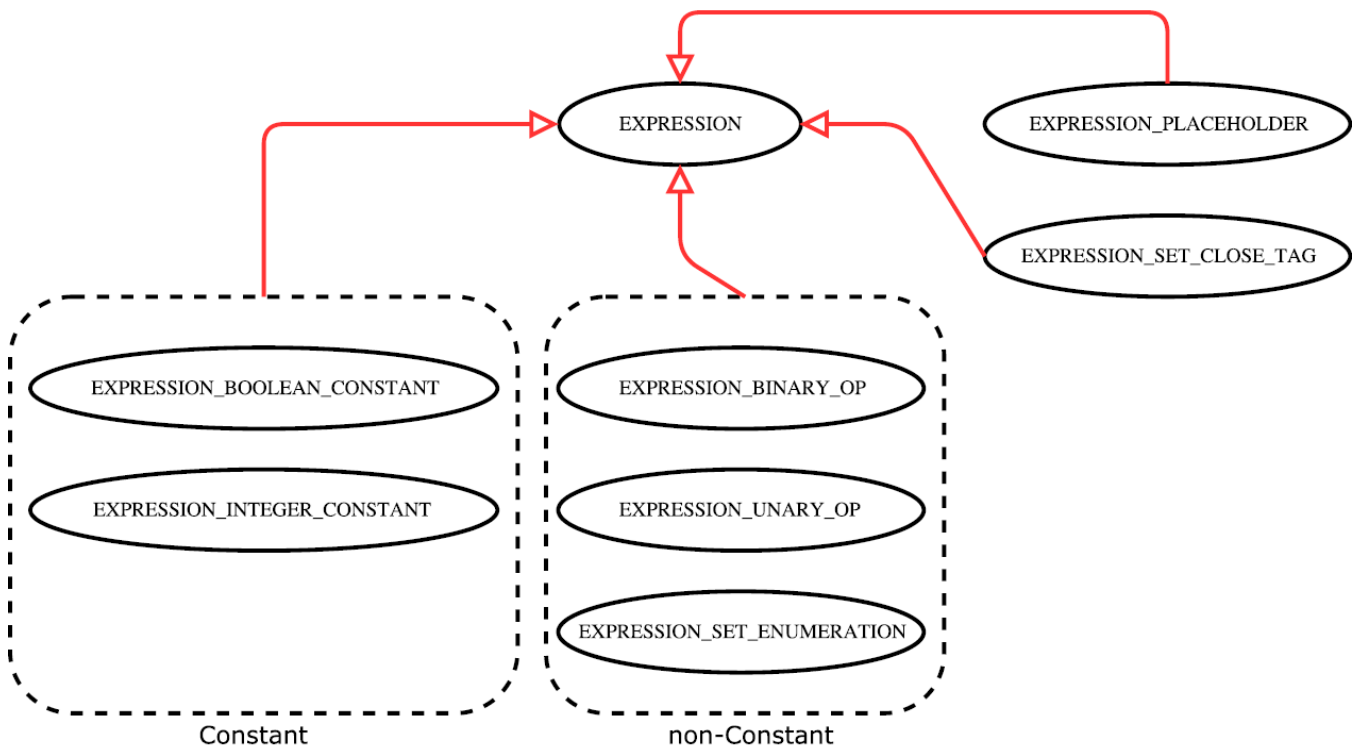 EXPRESSION
EXPRESSION_PLACEHOLDER
EXPRESSION_SET_CLOSE_TAG
EXPRESSION_BOOLEAN_CONSTANT
EXPRESSION_INTEGER_CONSTANT
Constant
EXPRESSION_BINARY_OP
EXPRESSION_UNARY_OP
EXPRESSION_SET_ENUMERATION
non-Constant